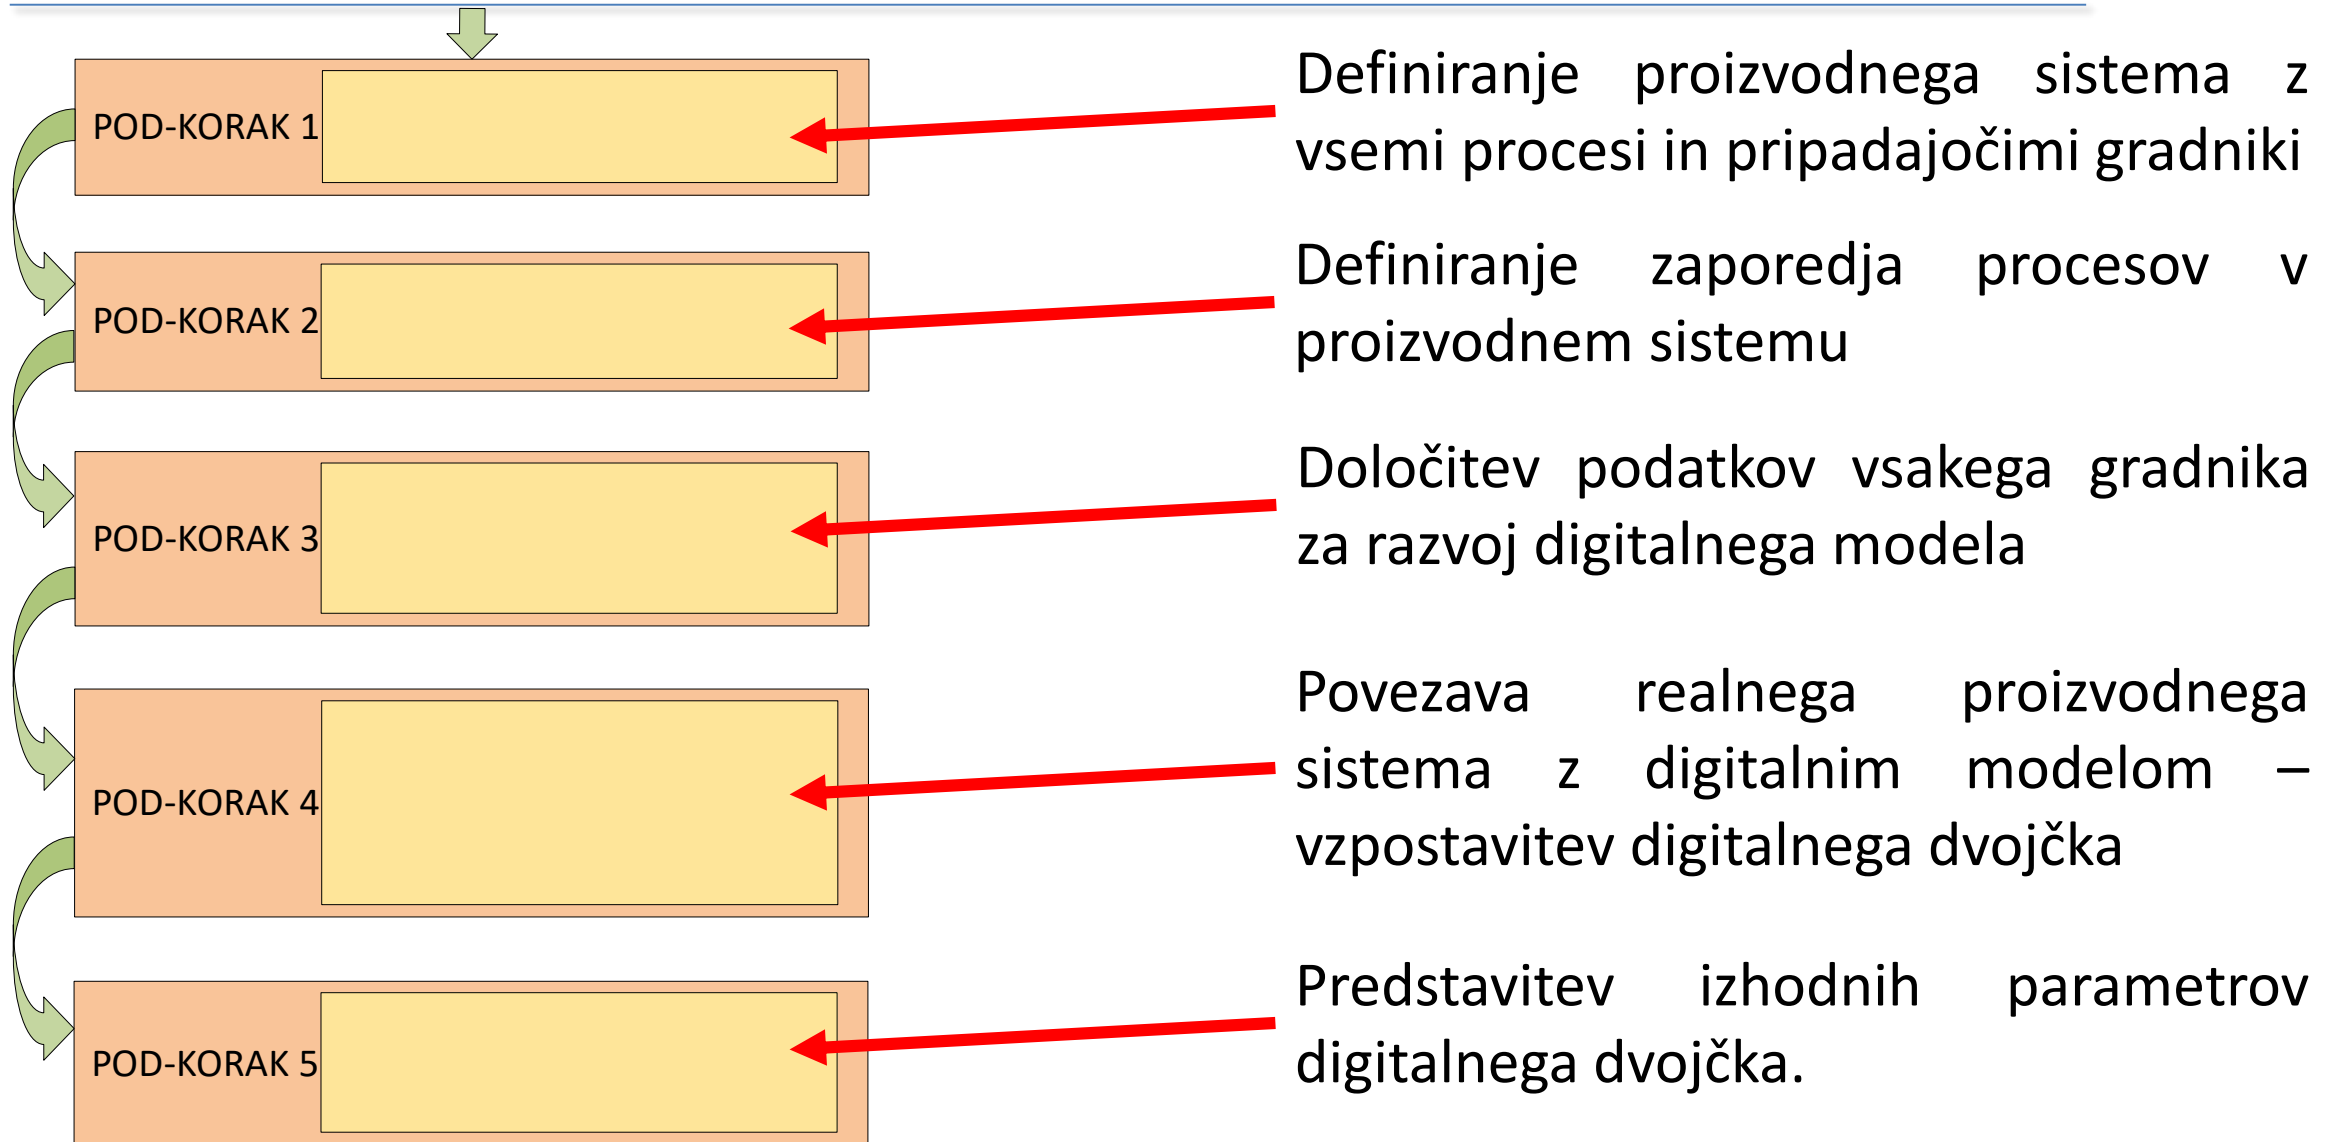 POD-KORAK 1
Definiranje proizvodnega sistema z
vsemi procesi in pripadajočimi gradniki
POD-KORAK 2
Definiranje zaporedja procesov v
proizvodnem sistemu
POD-KORAK 3
Določitev podatkov vsakega gradnika
za razvoj digitalnega modela
POD-KORAK 4
Povezava realnega proizvodnega
sistema z digitalnim modelom –
vzpostavitev digitalnega dvojčka
POD-KORAK 5
Predstavitev izhodnih parametrov
digitalnega dvojčka.